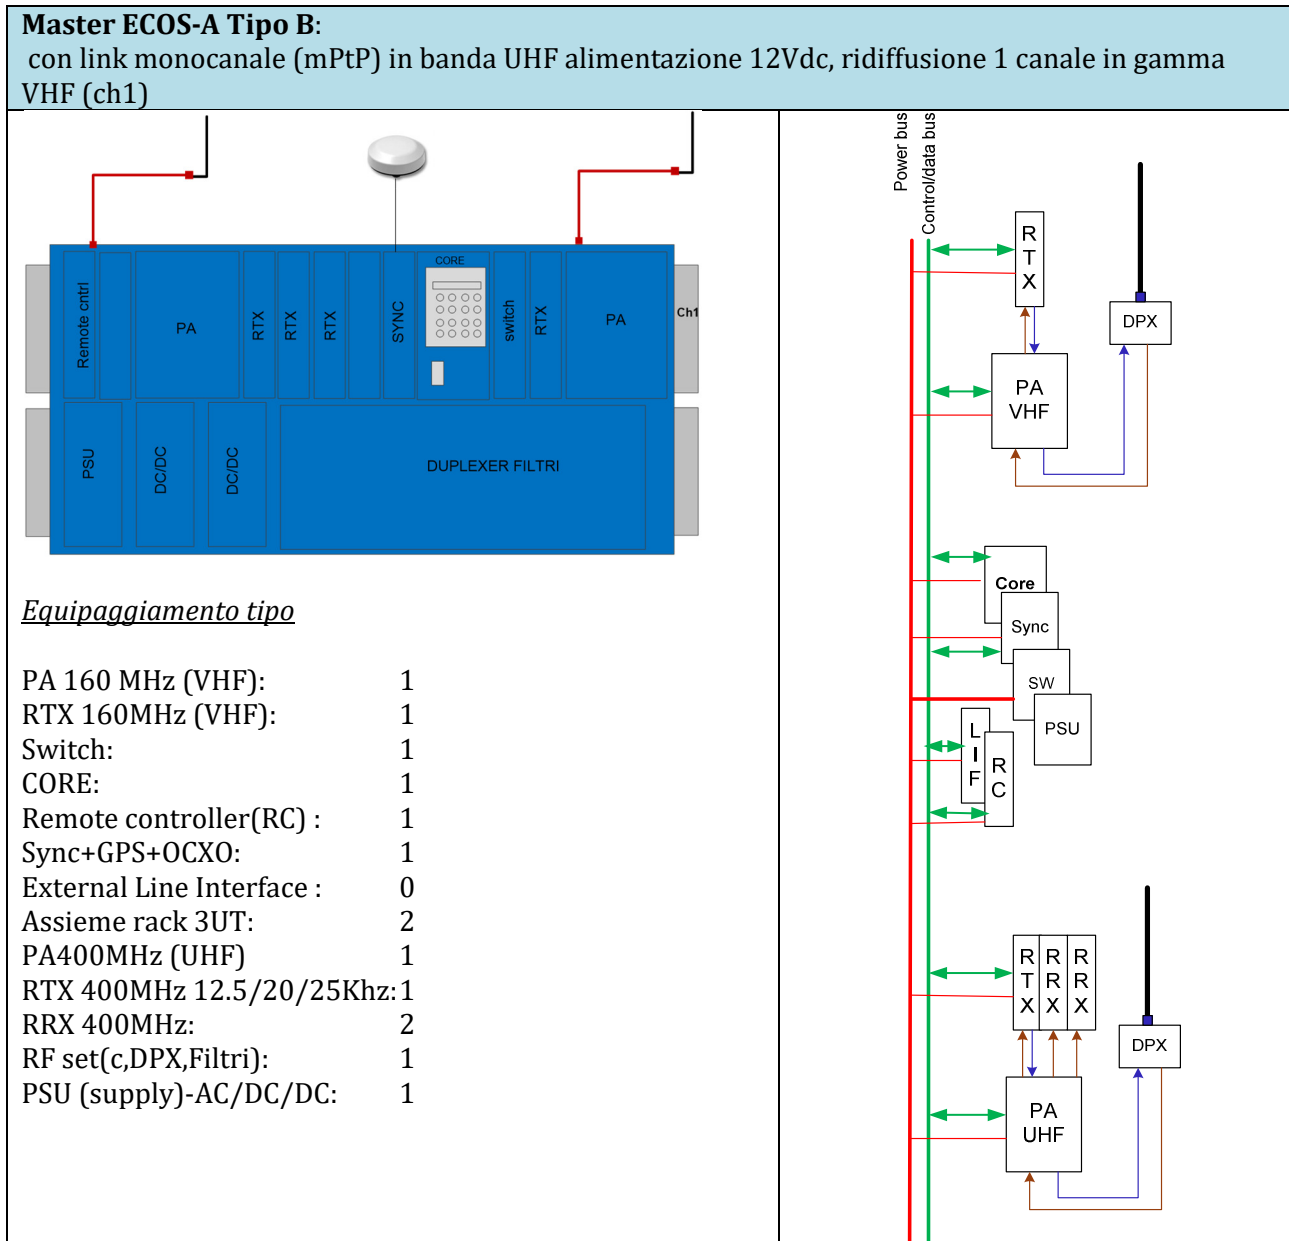 Master ECOS-A Tipo B:
con link monocanale (mPtP) in banda UHF alimentazione 12Vdc, ridiffusione 1 canale in gamma
VHF (ch1)
Remote cntrl
PA
RTX
RTX
RTX
SYNC
CORE
switch
RTX
PA
Ch1
PSU
DC/DC
DC/DC
DUPLEXER FILTRI
Equipaggiamento tipo
PA 160 MHz (VHF): 1
RTX 160MHz (VHF): 1
Switch: 1
CORE: 1
Remote controller(RC) : 1
Sync+GPS+OCXO: 1
External Line Interface : 0
Assieme rack 3UT: 2
PA400MHz (UHF) 1
RTX 400MHz 12.5/20/25Khz: 1
RRX 400MHz: 2
RF set(c,DPX,Filtri): 1
PSU (supply)-AC/DC/DC: 1
Power bus
Control/data bus
RTX
DPX
PA
VHF
Core
Sync
SW
PSU
LIF
RC
RTX
RRX
RRX
DPX
PA
UHF